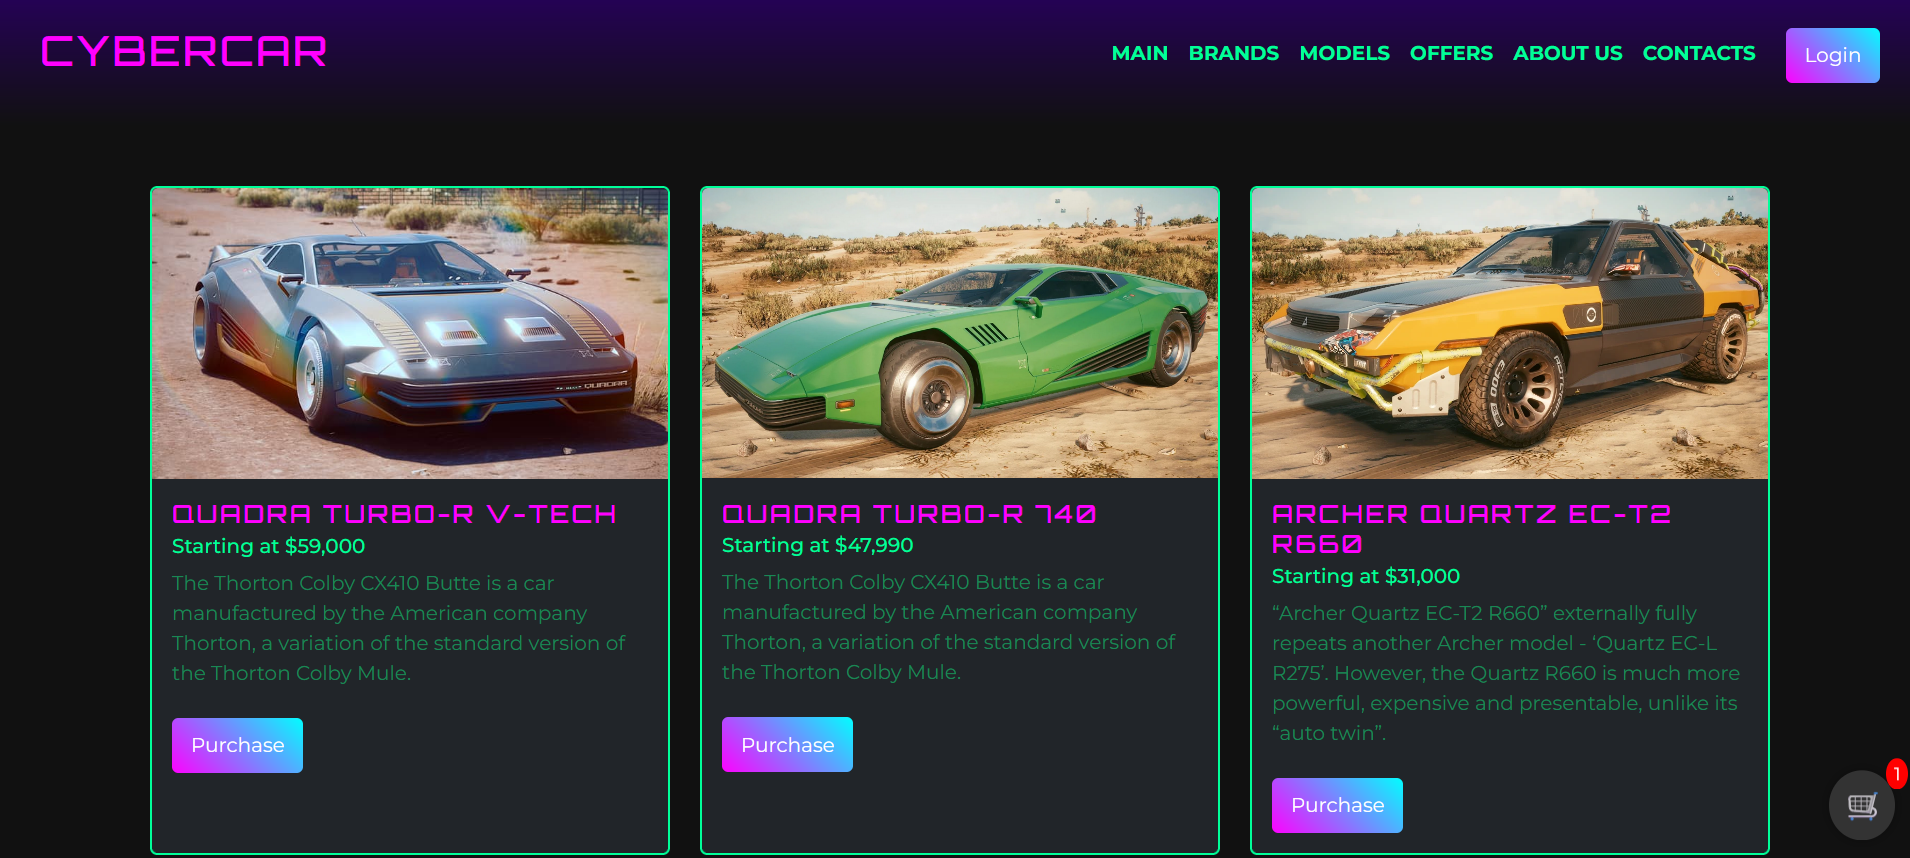 CYBERCAR
MAIN BRANDS MODELS OFFERS ABOUT US CONTACTS Login
QUADRA TURBO-R V-TECH
Starting at $59,000
The Thorton Colby CX410 Butte is a car
manufactured by the American company
Thorton, a variation of the standard version of
the Thorton Colby Mule.
Purchase
QUADRA TURBO-R 740
Starting at $47,990
The Thorton Colby CX410 Butte is a car
manufactured by the American company
Thorton, a variation of the standard version of
the Thorton Colby Mule.
Purchase
ARCHER QUARTZ EC-T2
R660
Starting at $31,000
“Archer Quartz EC-T2 R660” externally fully
repeats another Archer model - ‘Quartz EC-L
R275’. However, the Quartz R660 is much more
powerful, expensive and presentable, unlike its
“auto twin”.
Purchase
1
QUADRA